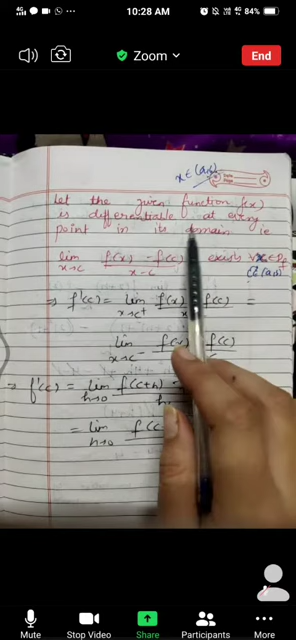 10:28 AM
84%
Zoom
End
x ∈ (a,b)
Let the given function f(x)
is differentiable at every
point in its domain ie
lim x→c f(x) - f(c) / x - c exists
⇒ f'(c) = lim x→c⁺ f(x) f(c) =
lim x→c⁻ f(x) f(c)
⇒ f'(c) = lim h→0 f(c+h) -
= lim h→0 f(c
Mute
Start Video
Share
Participants
More